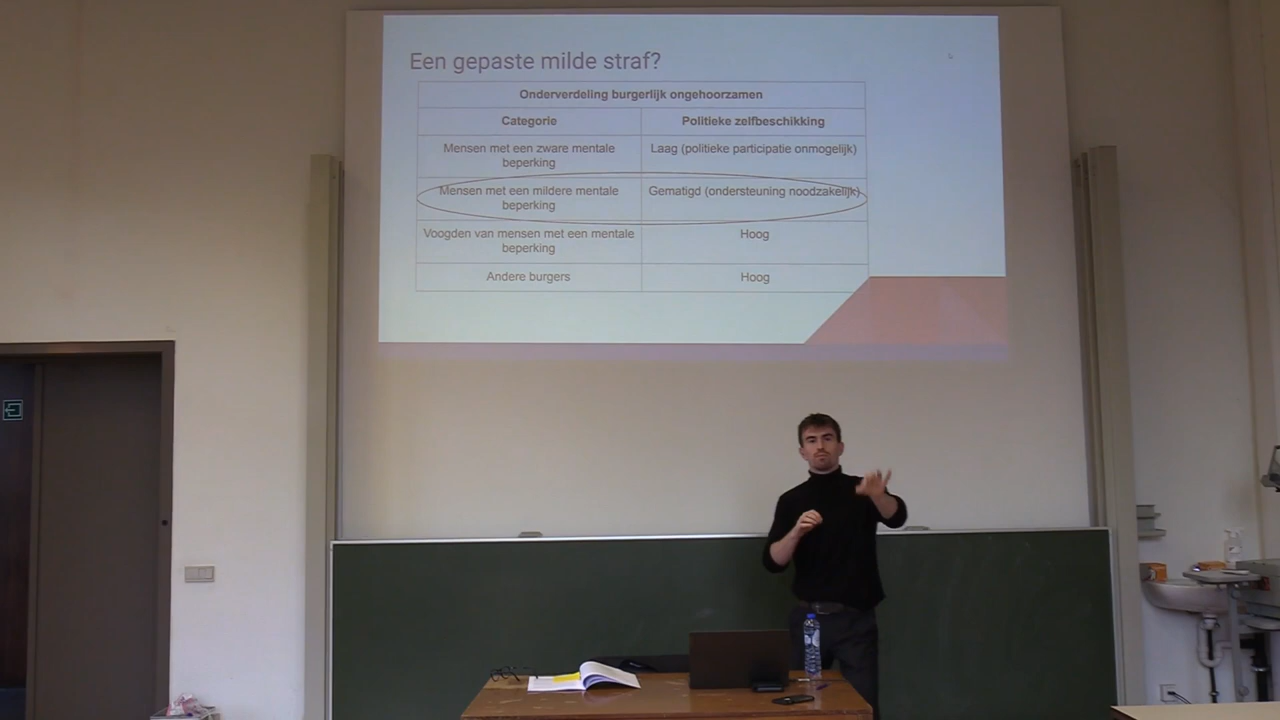 Een gepaste milde straf?
Onderverdeling burgerlijk ongehoorzamen
Categorie
Politieke zelfbeschikking
Mensen met een zware mentale
beperking
Laag (politieke participatie onmogelijk)
Mensen met een mildere mentale
beperking
Gematigd (ondersteuning noodzakelijk)
Voogden van mensen met een mentale
beperking
Hoog
Andere burgers
Hoog